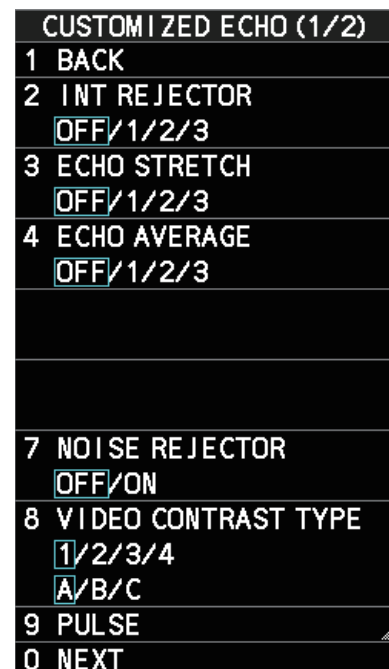 CUSTOMIZED ECHO (1/2)
1 BACK
2 INT REJECTOR
OFF/1/2/3
3 ECHO STRETCH
OFF/1/2/3
4 ECHO AVERAGE
OFF/1/2/3
7 NOISE REJECTOR
OFF/ON
8 VIDEO CONTRAST TYPE
1/2/3/4
A/B/C
9 PULSE
0 NEXT